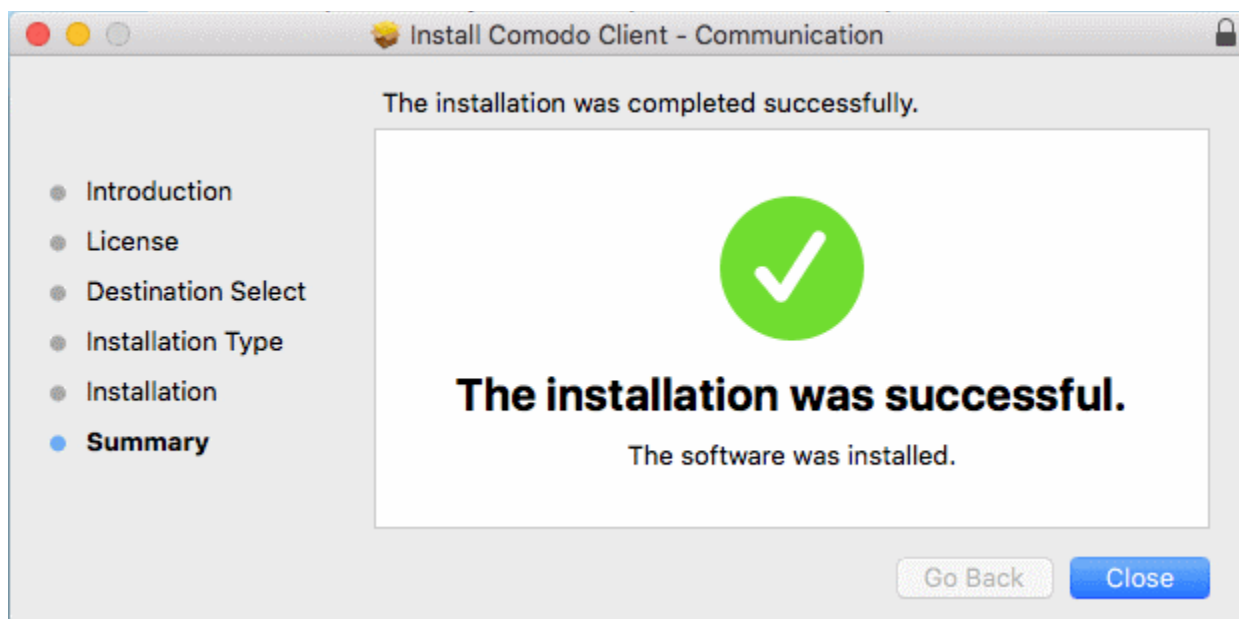 Install Comodo Client - Communication
The installation was completed successfully.
Introduction
License
Destination Select
Installation Type
Installation
Summary
The installation was successful.
The software was installed.
Go Back
Close